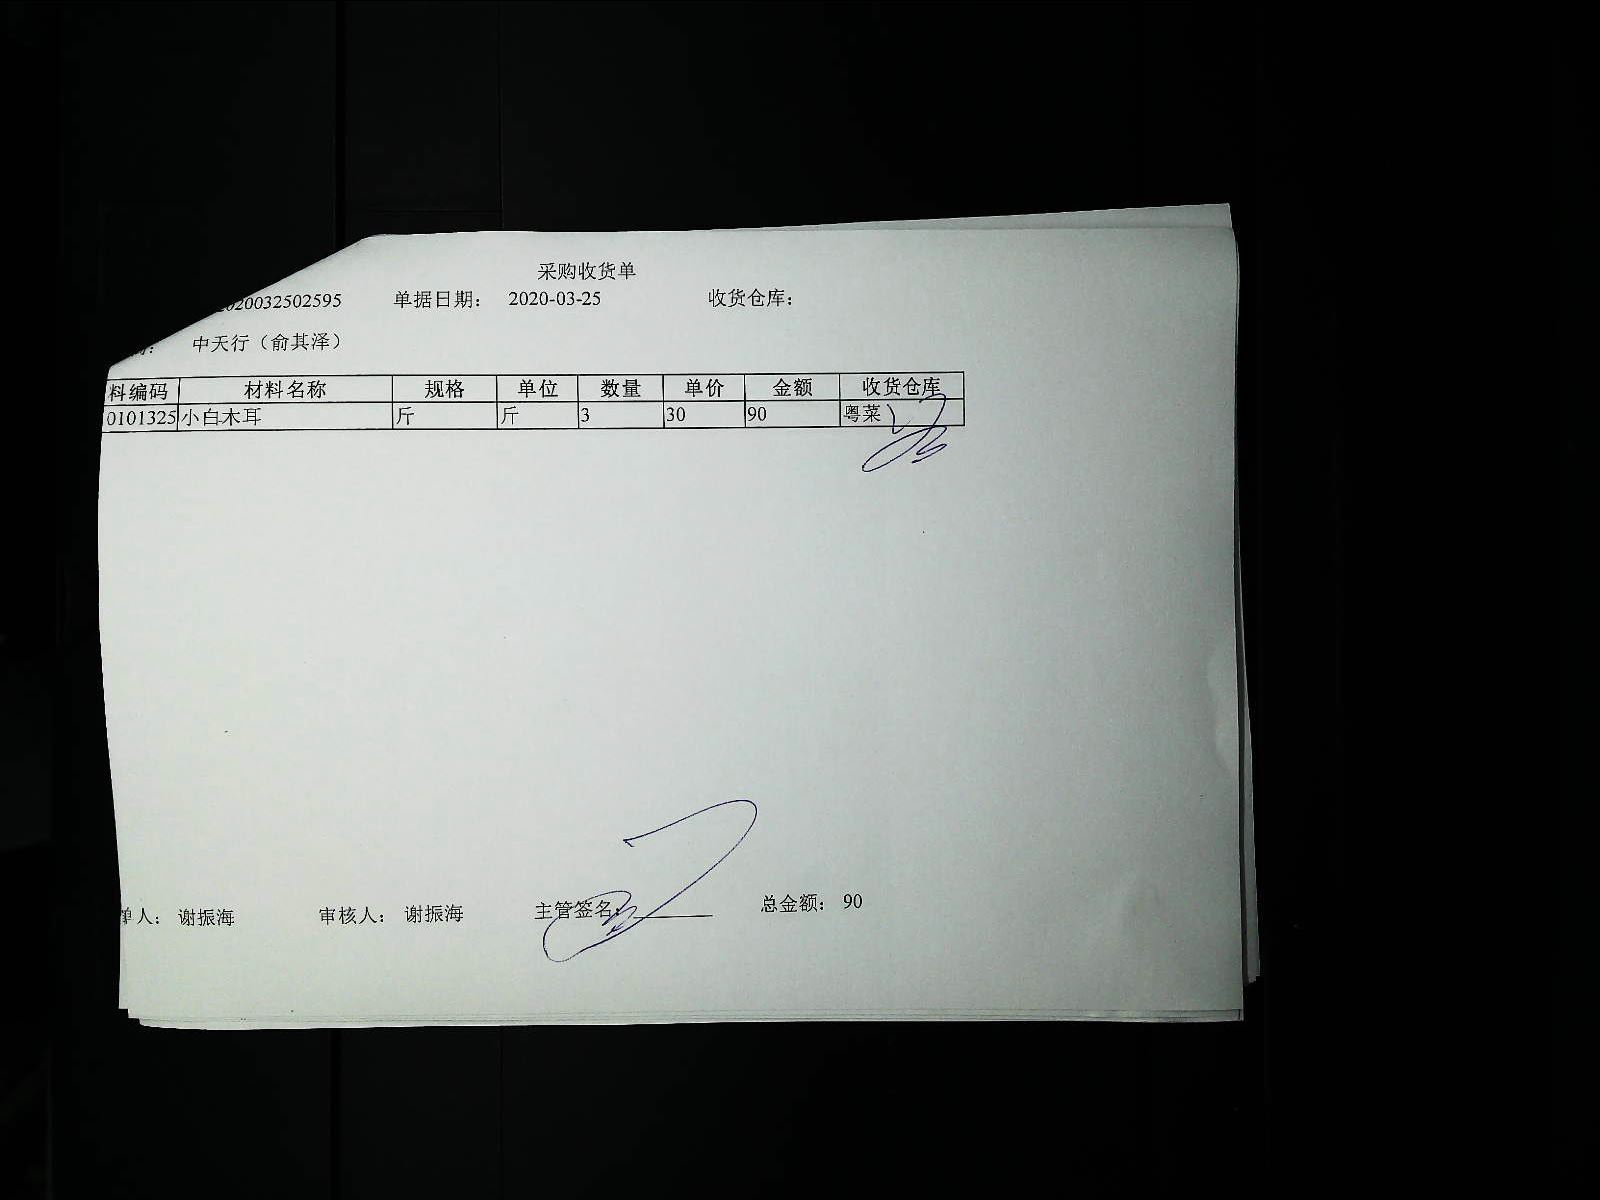 采购收货单
2020032502595 单据日期： 2020-03-25 收货仓库：
中天行（俞其泽）
料编码 材料名称 规格 单位 数量 单价 金额 收货仓库
0101325 小白木耳 斤 斤 3 30 90 粤菜
单人： 谢振海 审核人： 谢振海 主管签名： 总金额： 90